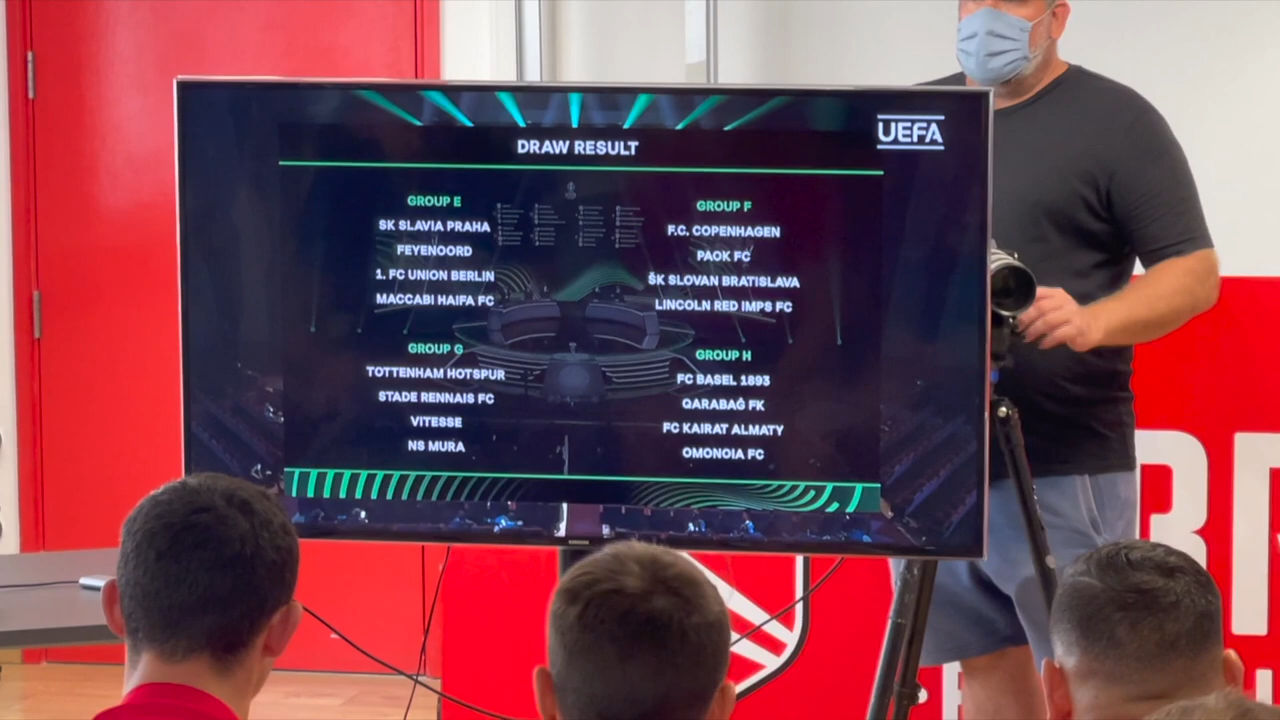 UEFA
DRAW RESULT
GROUP E
SK SLAVIA PRAHA
FEYENOORD
1. FC UNION BERLIN
MACCABI HAIFA FC
GROUP F
F.C. COPENHAGEN
PAOK FC
ŠK SLOVAN BRATISLAVA
LINCOLN RED IMPS FC
GROUP G
TOTTENHAM HOTSPUR
STADE RENNAIS FC
VITESSE
NS MURA
GROUP H
FC BASEL 1893
QARABAĞ FK
FC KAIRAT ALMATY
OMONOIA FC